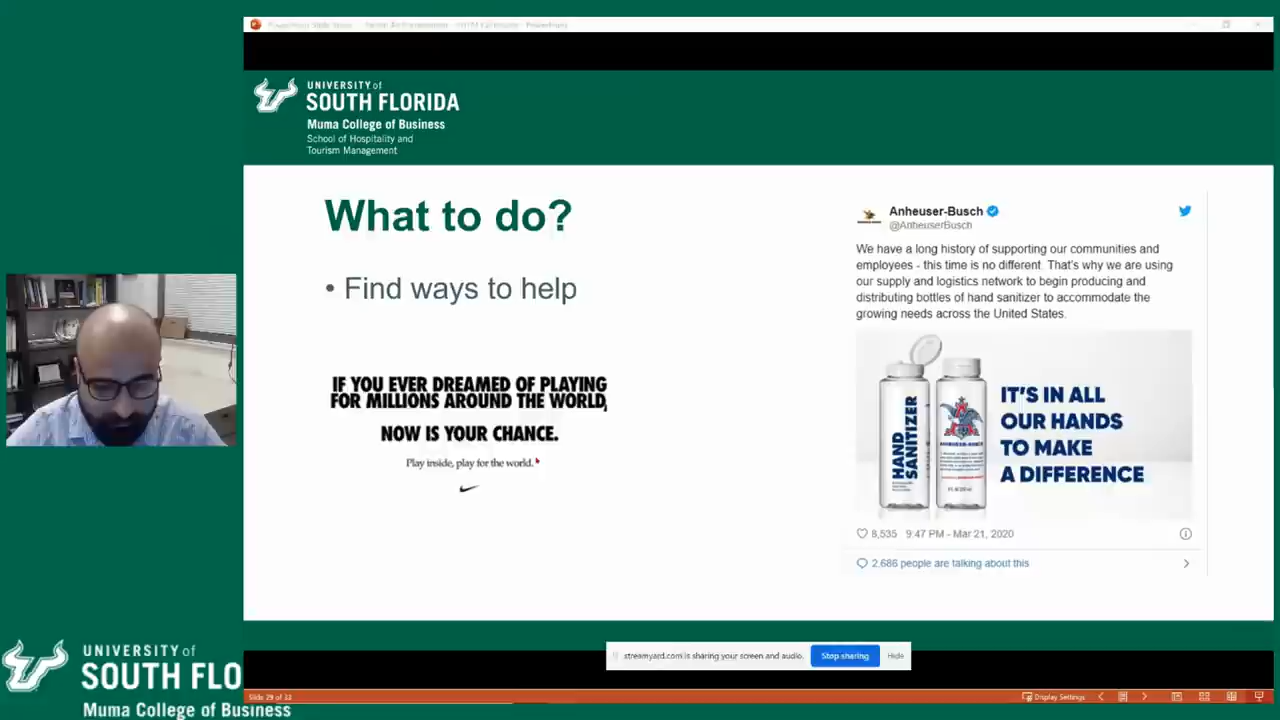 UNIVERSITY of
SOUTH FLORIDA
Muma College of Business
School of Hospitality and
Tourism Management
What to do?
• Find ways to help
IF YOU EVER DREAMED OF PLAYING
FOR MILLIONS AROUND THE WORLD,
NOW IS YOUR CHANCE.
Play inside, play for the world.
Anheuser-Busch
@AnheuserBusch
We have a long history of supporting our communities and
employees - this time is no different. That's why we are using
our supply and logistics network to begin producing and
distributing bottles of hand sanitizer to accommodate the
growing needs across the United States.
HAND
SANITIZER
ANHEUSER-BUSCH
IT'S IN ALL
OUR HANDS
TO MAKE
A DIFFERENCE
8,535 9:47 PM - Mar 21, 2020
2,686 people are talking about this
streamyard.com is sharing your screen and audio.
Stop sharing
Hide
Slide 29 of 33
Display Settings
UNIVERSITY of
SOUTH FLO
Muma College of Business